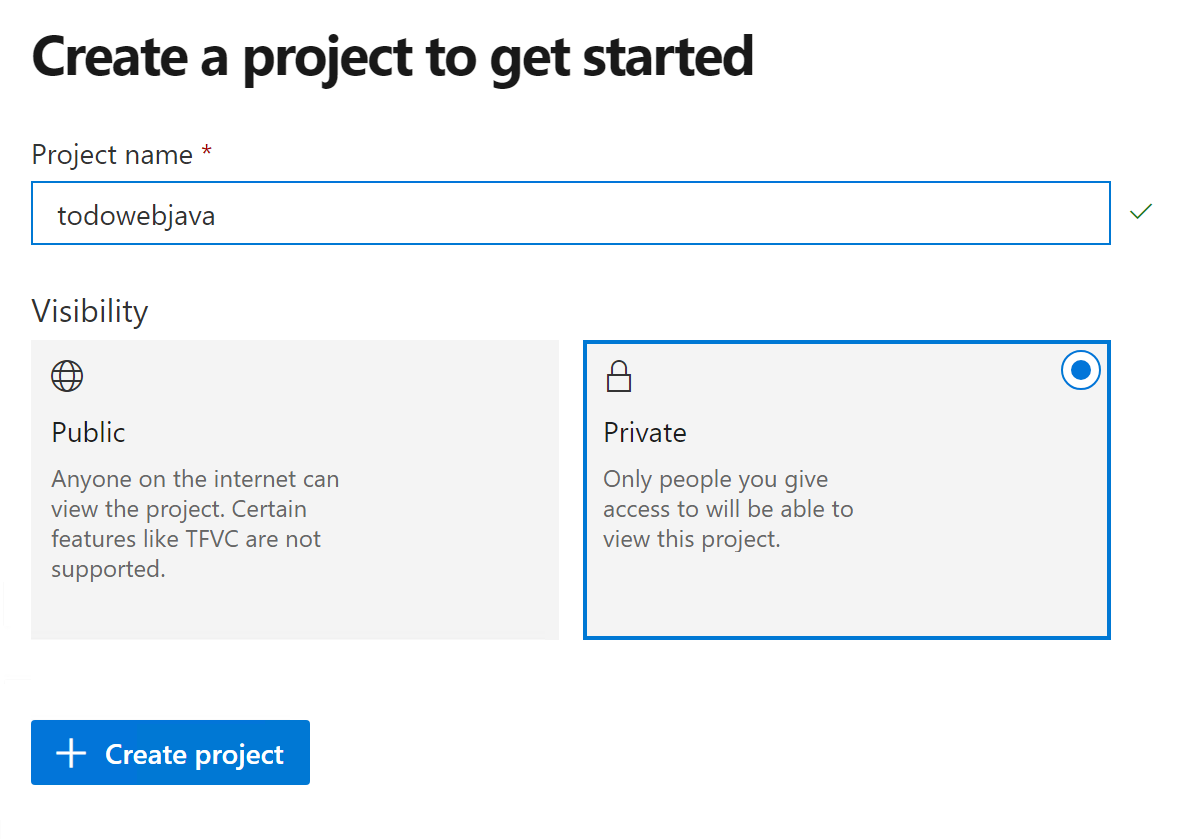 Create a project to get started
Project name *
todowebjava
Visibility
Public
Anyone on the internet can
view the project. Certain
features like TFVC are not
supported.
Private
Only people you give
access to will be able to
view this project.
Create project